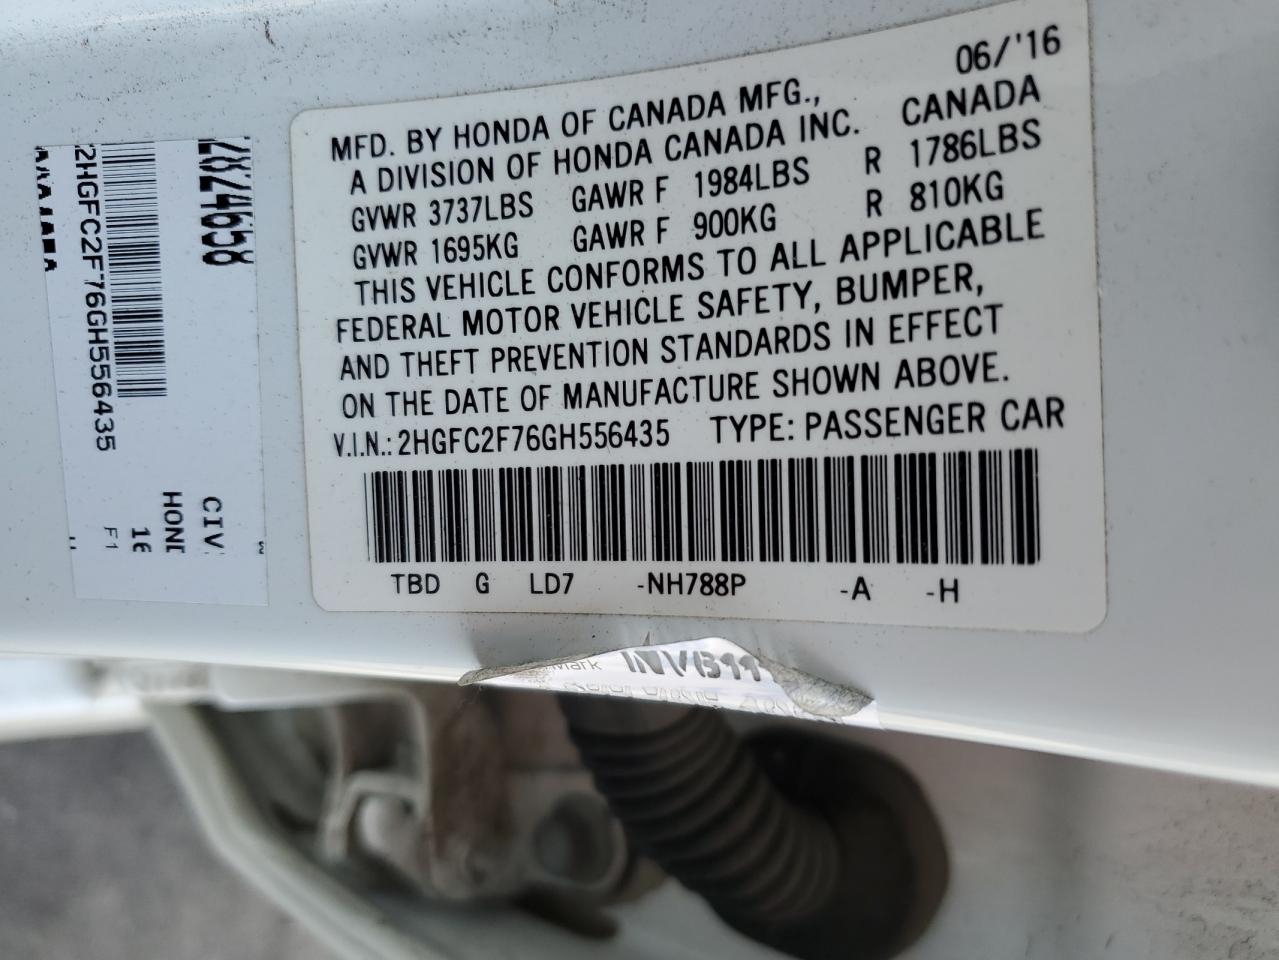 06/'16
MFD. BY HONDA OF CANADA MFG.,
A DIVISION OF HONDA CANADA INC. CANADA
GVWR 3737LBS GAWR F 1984LBS R 1786LBS
GVWR 1695KG GAWR F 900KG R 810KG
THIS VEHICLE CONFORMS TO ALL APPLICABLE
FEDERAL MOTOR VEHICLE SAFETY, BUMPER,
AND THEFT PREVENTION STANDARDS IN EFFECT
ON THE DATE OF MANUFACTURE SHOWN ABOVE.
V.I.N.: 2HGFC2F76GH556435 TYPE: PASSENGER CAR
TBD G LD7 -NH788P -A -H
2HGFC2F76GH556435
CIV
HON
F1
Mark